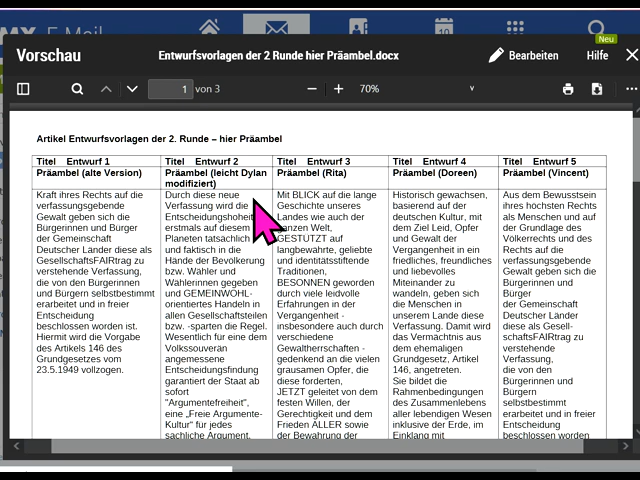 E-Mail
10
Neu
Vorschau
Entwurfsvorlagen der 2 Runde hier Präambel.docx
Bearbeiten
Hilfe
1 von 3
70%
Artikel Entwurfsvorlagen der 2. Runde – hier Präambel
Titel Entwurf 1
Präambel (alte Version)
Kraft ihres Rechts auf die
verfassungsgebende
Gewalt geben sich die
Bürgerinnen und Bürger
der Gemeinschaft
Deutscher Länder diese als
GesellschaftsFAIRtrag zu
verstehende Verfassung,
die von den Bürgerinnen
und Bürgern selbstbestimmt
erarbeitet und in freier
Entscheidung
beschlossen worden ist.
Hiermit wird die Vorgabe
des Artikels 146 des
Grundgesetzes vom
23.5.1949 vollzogen.
Titel Entwurf 2
Präambel (leicht Dylan
modifiziert)
Durch diese neue
Verfassung wird die
Entscheidungshoheit
erstmals auf diesem
Planeten tatsächlich
und faktisch in die
Hände der Bevölkerung
bzw. Wähler und
Wählerinnen gegeben
und GEMEINWOHL-
orientiertes Handeln in
allen Gesellschaftsteilen
bzw. -sparten die Regel.
Wesentlich für eine dem
Volkssouverän
angemessene
Entscheidungsfindung
garantiert der Staat ab
sofort
"Argumentefreiheit",
eine „Freie Argumente-
Kultur“ für jedes
sachliche Argument.
Titel Entwurf 3
Präambel (Rita)
Mit BLICK auf die lange
Geschichte unseres
Landes wie auch der
ganzen Welt,
GESTÜTZT auf
langbewährte, geliebte
und identitätsstiftende
Traditionen,
BESONNEN geworden
durch viele leidvolle
Erfahrungen in der
Vergangenheit -
insbesondere auch durch
verschiedene
Gewaltherrschaften -
gedenkend an die vielen
grausamen Opfer, die
diese forderten,
JETZT geleitet von dem
festen Willen, der
Gerechtigkeit und dem
Frieden ALLER sowie
der Bewahrung der
Titel Entwurf 4
Präambel (Doreen)
Historisch gewachsen,
basierend auf der
deutschen Kultur, mit
dem Ziel Leid, Opfer
und Gewalt der
Vergangenheit in ein
friedliches, freundliches
und liebevolles
Miteinander zu
wandeln, geben sich
die Menschen in
unserem Lande diese
Verfassung. Damit wird
das Vermächtnis aus
dem ehemaligen
Grundgesetz, Artikel
146, angetreten.
Sie bildet die
Rahmenbedingungen
des Zusammenlebens
aller lebendigen Wesen
inklusive der Erde, im
Einklang mit
Titel Entwurf 5
Präambel (Vincent)
Aus dem Bewusstsein
ihres höchsten Rechts
als Menschen und auf
der Grundlage des
Völkerrechts und des
Rechts auf die
verfassungsgebende
Gewalt geben sich die
Bürgerinnen und
Bürger
der Gemeinschaft
Deutscher Länder
diese als Gesell-
schaftsFAIRtrag zu
verstehende
Verfassung,
die von den
Bürgerinnen und
Bürgern
selbstbestimmt
erarbeitet und in freier
Entscheidung
beschlossen worden